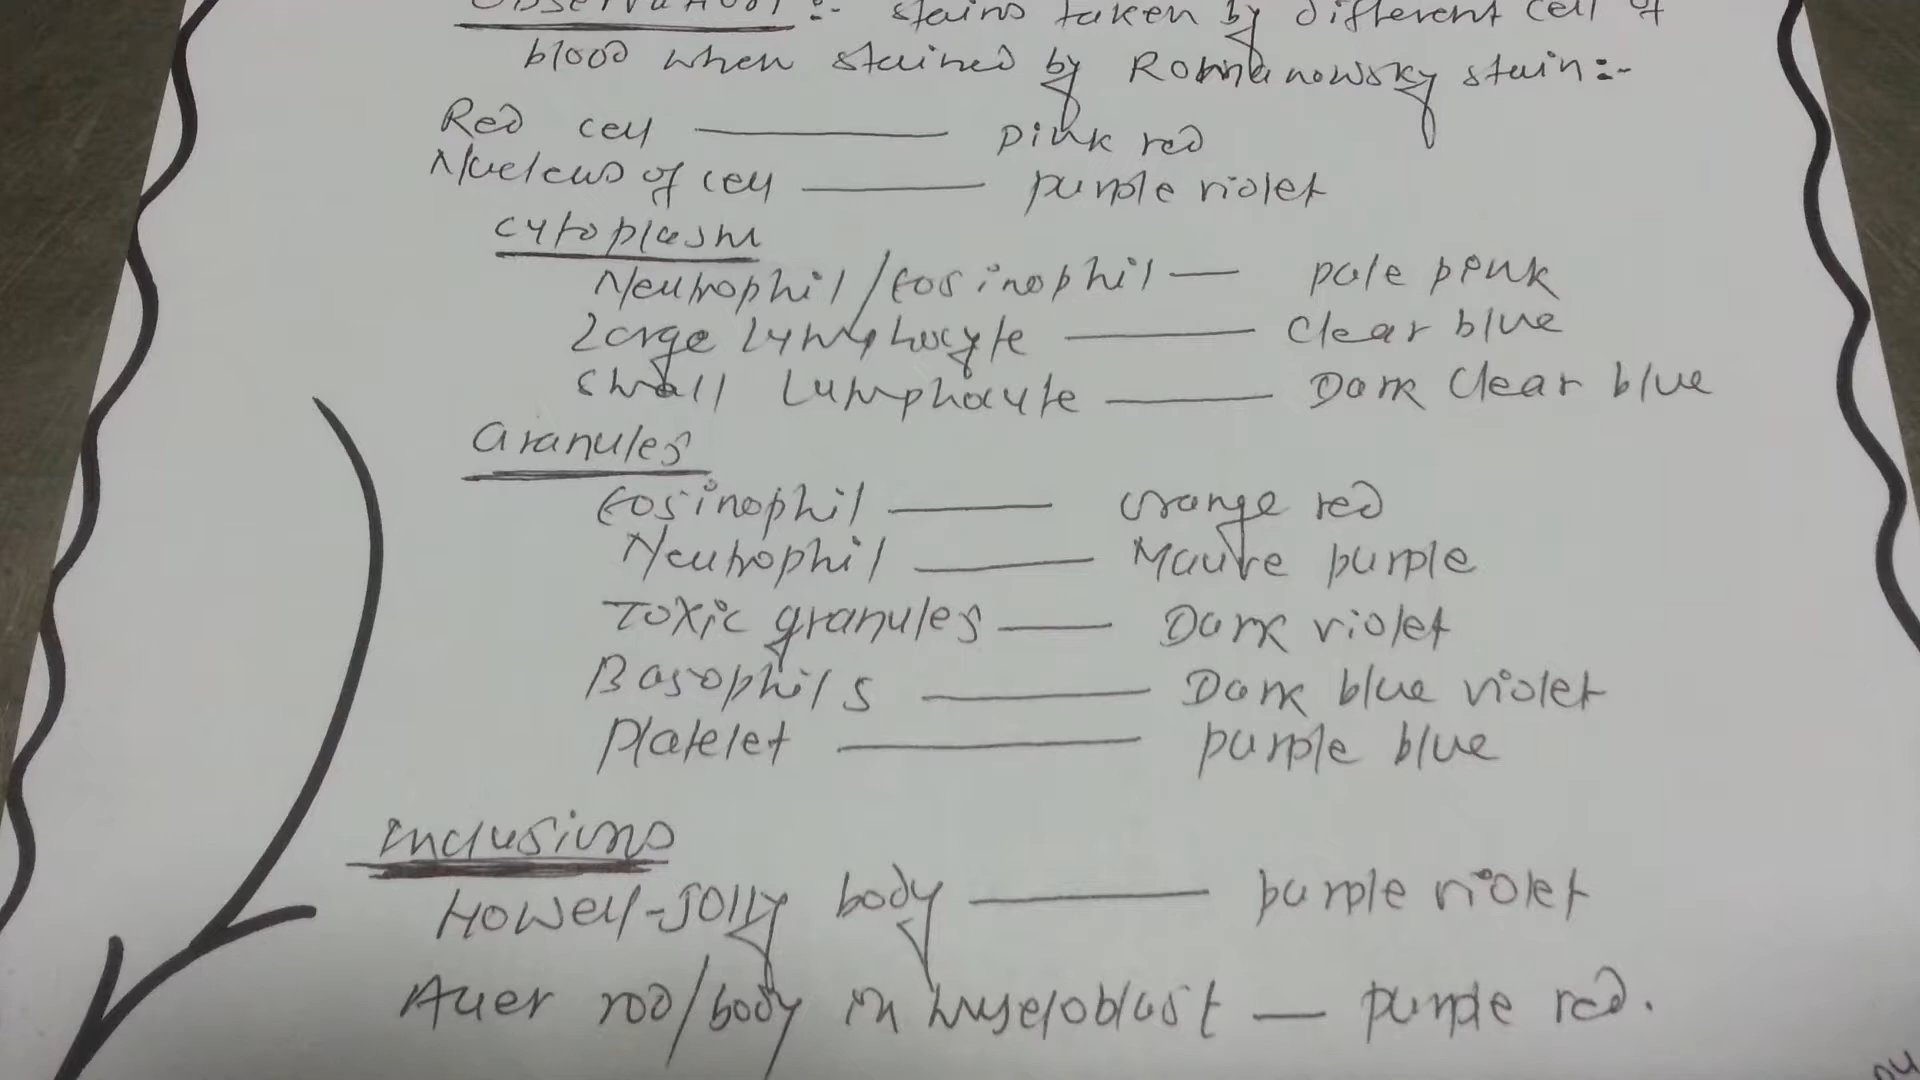 Observation :- stains taken by different cell of
blood when stained by Romanowsky stain :-
Red cell — pink red
Nucleus of cell — purple violet
cytoplasm
Neutrophil/Eosinophil — pale pink
Large Lymphocyte — Clear blue
small Lymphocyte — Dark Clear blue
Granules
Eosinophil — orange red
Neutrophil — Mauve purple
Toxic granules — Dark violet
Basophils — Dark blue violet
Platelet — purple blue
Inclusions
Howell-Jolly body — purple violet
Auer rod/body in myeloblast — purple red.